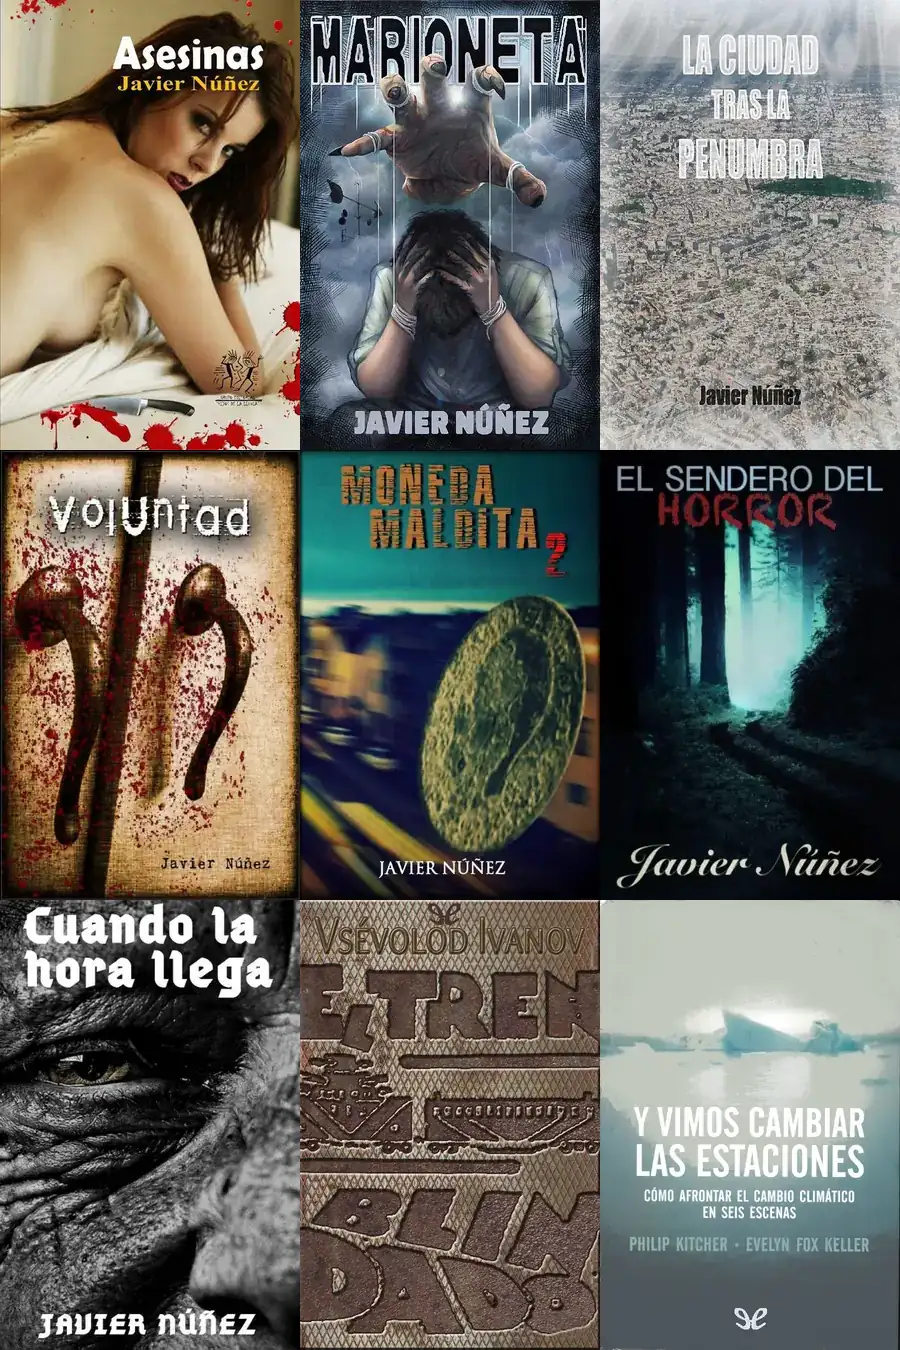 Asesinas
Javier Núñez
MARIONETA
JAVIER NÚÑEZ
LA CIUDAD
TRAS LA
PENUMBRA
Javier Núñez
Voluntad
Javier Núñez
MONEDA
MALDITA
2
JAVIER NÚÑEZ
EL SENDERO DEL
HORROR
Javier Núñez
Cuando la
hora llega
JAVIER NÚÑEZ
VSÉVOLOD IVANOV
EL TREN
BLIN
DADO
Y VIMOS CAMBIAR
LAS ESTACIONES
CÓMO AFRONTAR EL CAMBIO CLIMÁTICO
EN SEIS ESCENAS
PHILIP KITCHER · EVELYN FOX KELLER